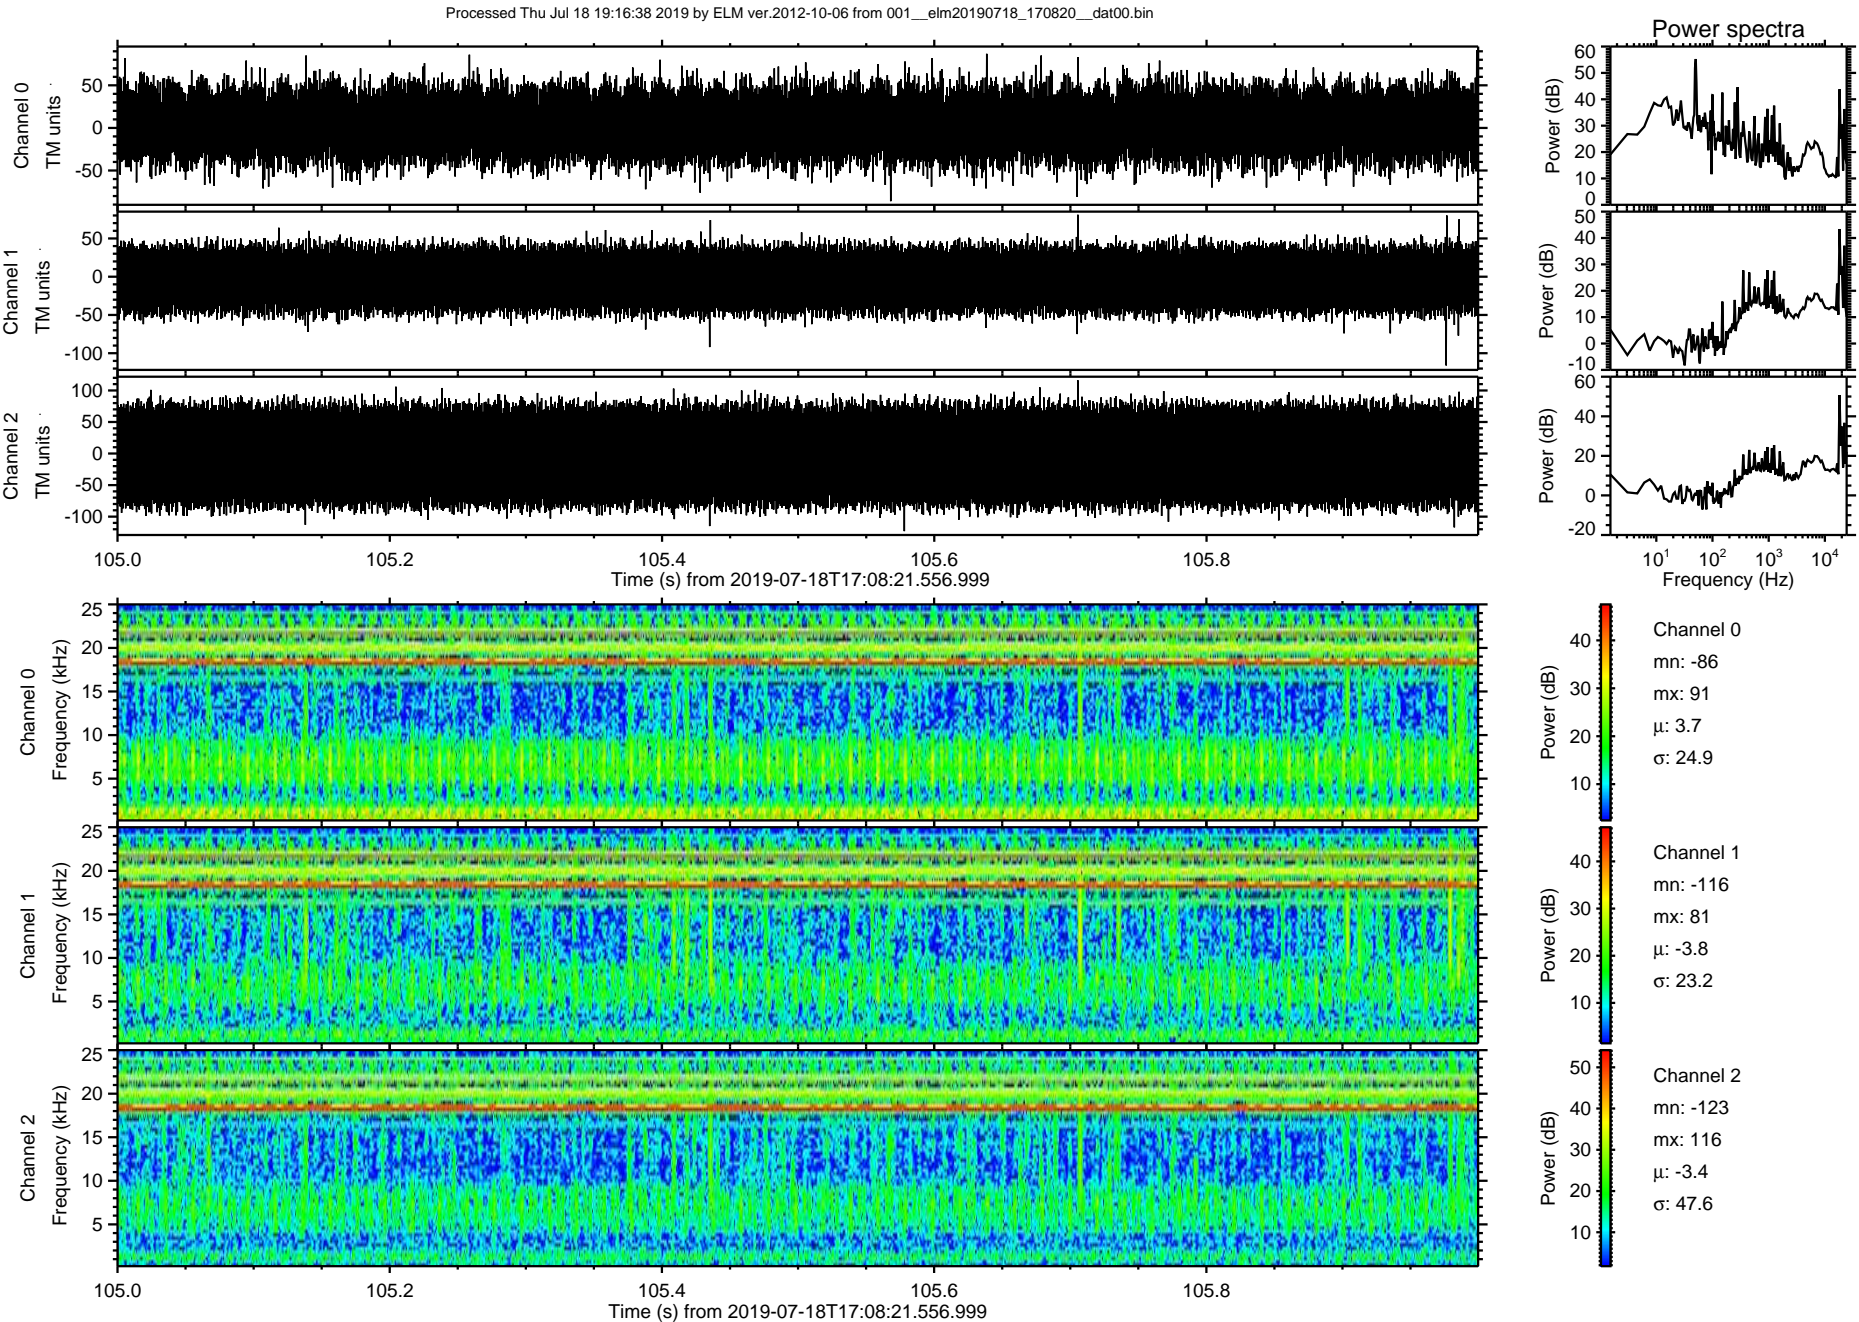 Processed Thu Jul 18 19:16:38 2019 by ELM ver.2012-10-06 from 001__elm20190718_170820__dat00.bin
Power spectra
Channel 0
TM units
50
0
-50
Power (dB)
60
50
40
30
20
10
0
Channel 1
TM units
50
0
-50
-100
Power (dB)
50
40
30
20
10
0
-10
Channel 2
TM units
100
50
0
-50
-100
Power (dB)
60
40
20
0
-20
105.0 105.2 105.4 105.6 105.8
Time (s) from 2019-07-18T17:08:21.556.999
10^1 10^2 10^3 10^4
Frequency (Hz)
Channel 0
Frequency (kHz)
25
20
15
10
5
Power (dB)
40
30
20
10
Channel 0
mn: -86
mx: 91
μ: 3.7
σ: 24.9
Channel 1
Frequency (kHz)
25
20
15
10
5
Power (dB)
40
30
20
10
Channel 1
mn: -116
mx: 81
μ: -3.8
σ: 23.2
Channel 2
Frequency (kHz)
25
20
15
10
5
Power (dB)
50
40
30
20
10
Channel 2
mn: -123
mx: 116
μ: -3.4
σ: 47.6
105.0 105.2 105.4 105.6 105.8
Time (s) from 2019-07-18T17:08:21.556.999